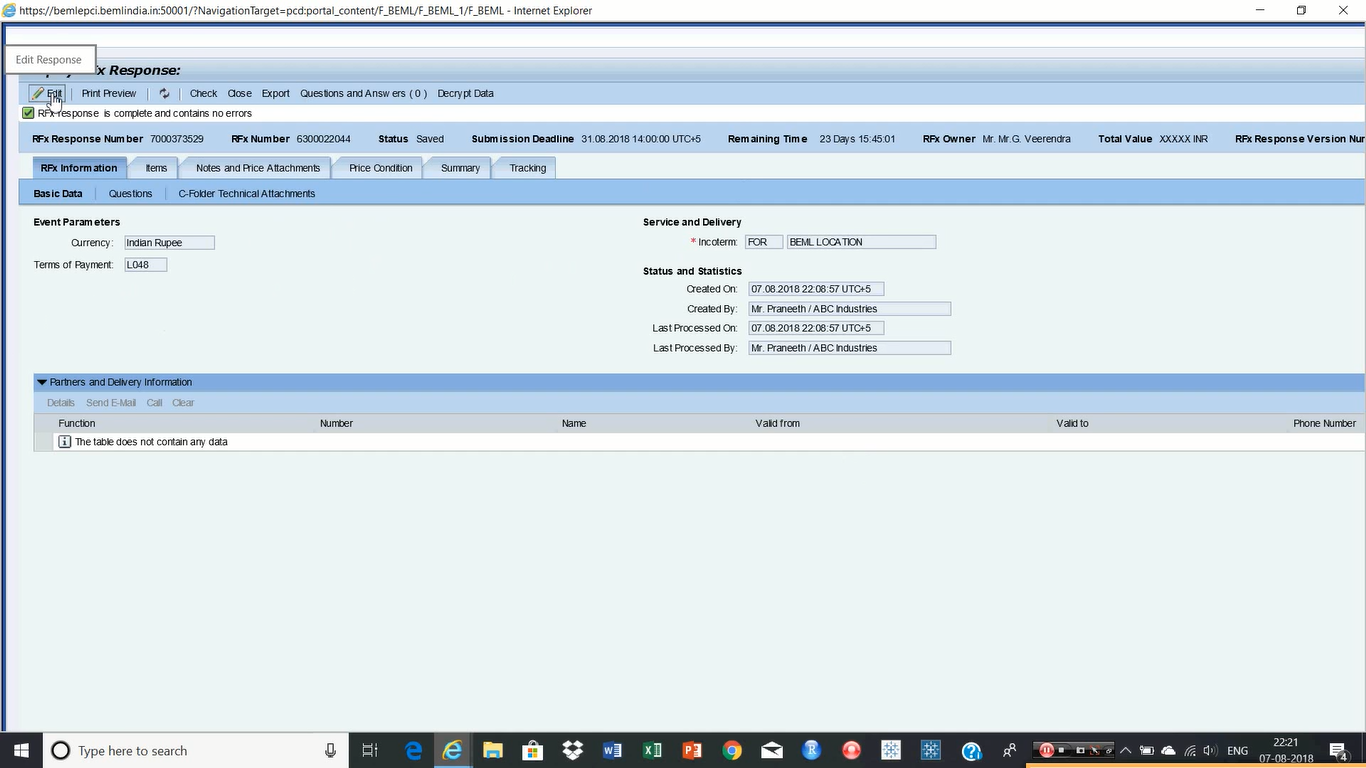 https://bemlepci.bemlindia.in:50001/?NavigationTarget=pcd:portal_content/F_BEML/F_BEML_1/F_BEML - Internet Explorer
Edit Response
x Response:
Edit Print Preview Check Close Export Questions and Answers ( 0 ) Decrypt Data
RFx response is complete and contains no errors
RFx Response Number 7000373529 RFx Number 6300022044 Status Saved Submission Deadline 31.08.2018 14:00:00 UTC+5 Remaining Time 23 Days 15:45:01 RFx Owner Mr. Mr.G. Veerendra Total Value XXXXX INR RFx Response Version Nur
RFx Information Items Notes and Price Attachments Price Condition Summary Tracking
Basic Data Questions C-Folder Technical Attachments
Event Parameters
Currency: Indian Rupee
Terms of Payment: L048
Service and Delivery
* Incoterm: FOR BEML LOCATION
Status and Statistics
Created On: 07.08.2018 22:08:57 UTC+5
Created By: Mr. Praneeth / ABC Industries
Last Processed On: 07.08.2018 22:08:57 UTC+5
Last Processed By: Mr. Praneeth / ABC Industries
Partners and Delivery Information
Details Send E-Mail Call Clear
Function Number Name Valid from Valid to Phone Number
The table does not contain any data
Type here to search
ENG
22:21
07-08-2018
4